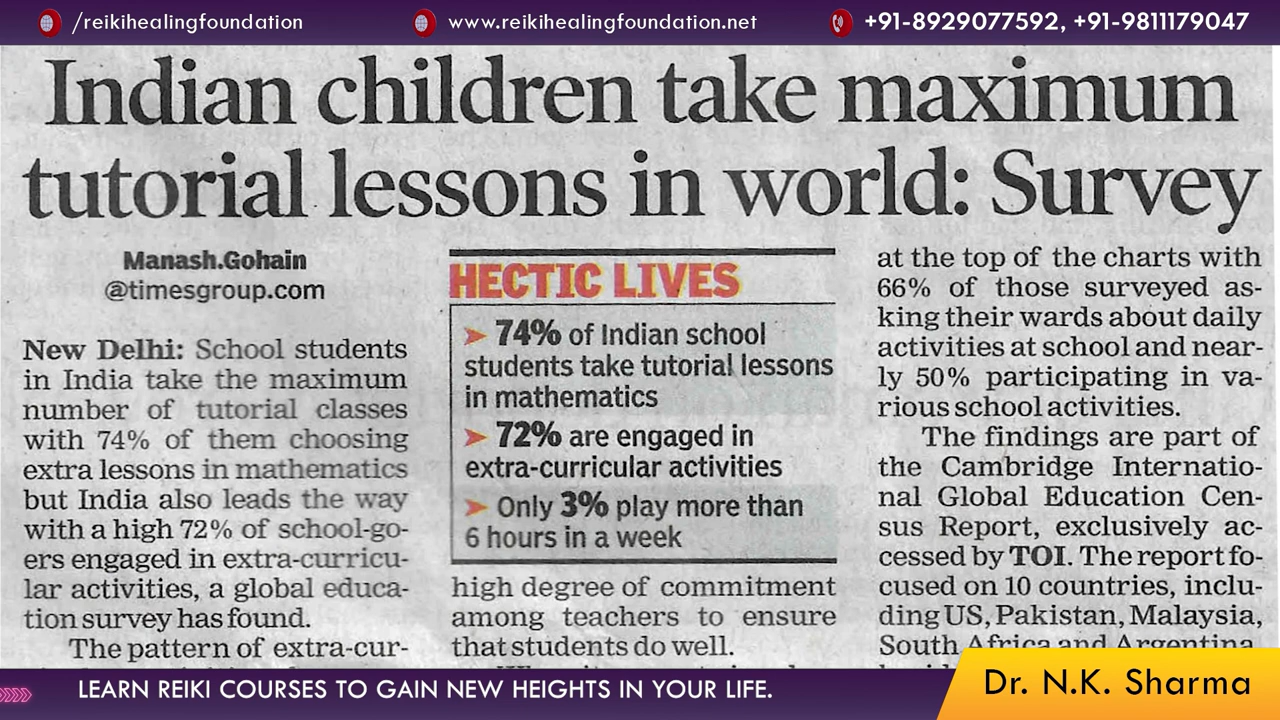 /reikihealingfoundation
www.reikihealingfoundation.net
+91-8929077592, +91-9811179047
Indian children take maximum
tutorial lessons in world: Survey
Manash.Gohain
@timesgroup.com
New Delhi: School students
in India take the maximum
number of tutorial classes
with 74% of them choosing
extra lessons in mathematics
but India also leads the way
with a high 72% of school-go-
ers engaged in extra-curricu-
lar activities, a global educa-
tion survey has found.
The pattern of extra-cur-
HECTIC LIVES
➤ 74% of Indian school
students take tutorial lessons
in mathematics
➤ 72% are engaged in
extra-curricular activities
➤ Only 3% play more than
6 hours in a week
high degree of commitment
among teachers to ensure
that students do well.
at the top of the charts with
66% of those surveyed as-
king their wards about daily
activities at school and near-
ly 50% participating in va-
rious school activities.
The findings are part of
the Cambridge Internatio-
nal Global Education Cen-
sus Report, exclusively ac-
cessed by TOI. The report fo-
cused on 10 countries, inclu-
ding US, Pakistan, Malaysia,
South Africa and Argentina
LEARN REIKI COURSES TO GAIN NEW HEIGHTS IN YOUR LIFE.
Dr. N.K. Sharma